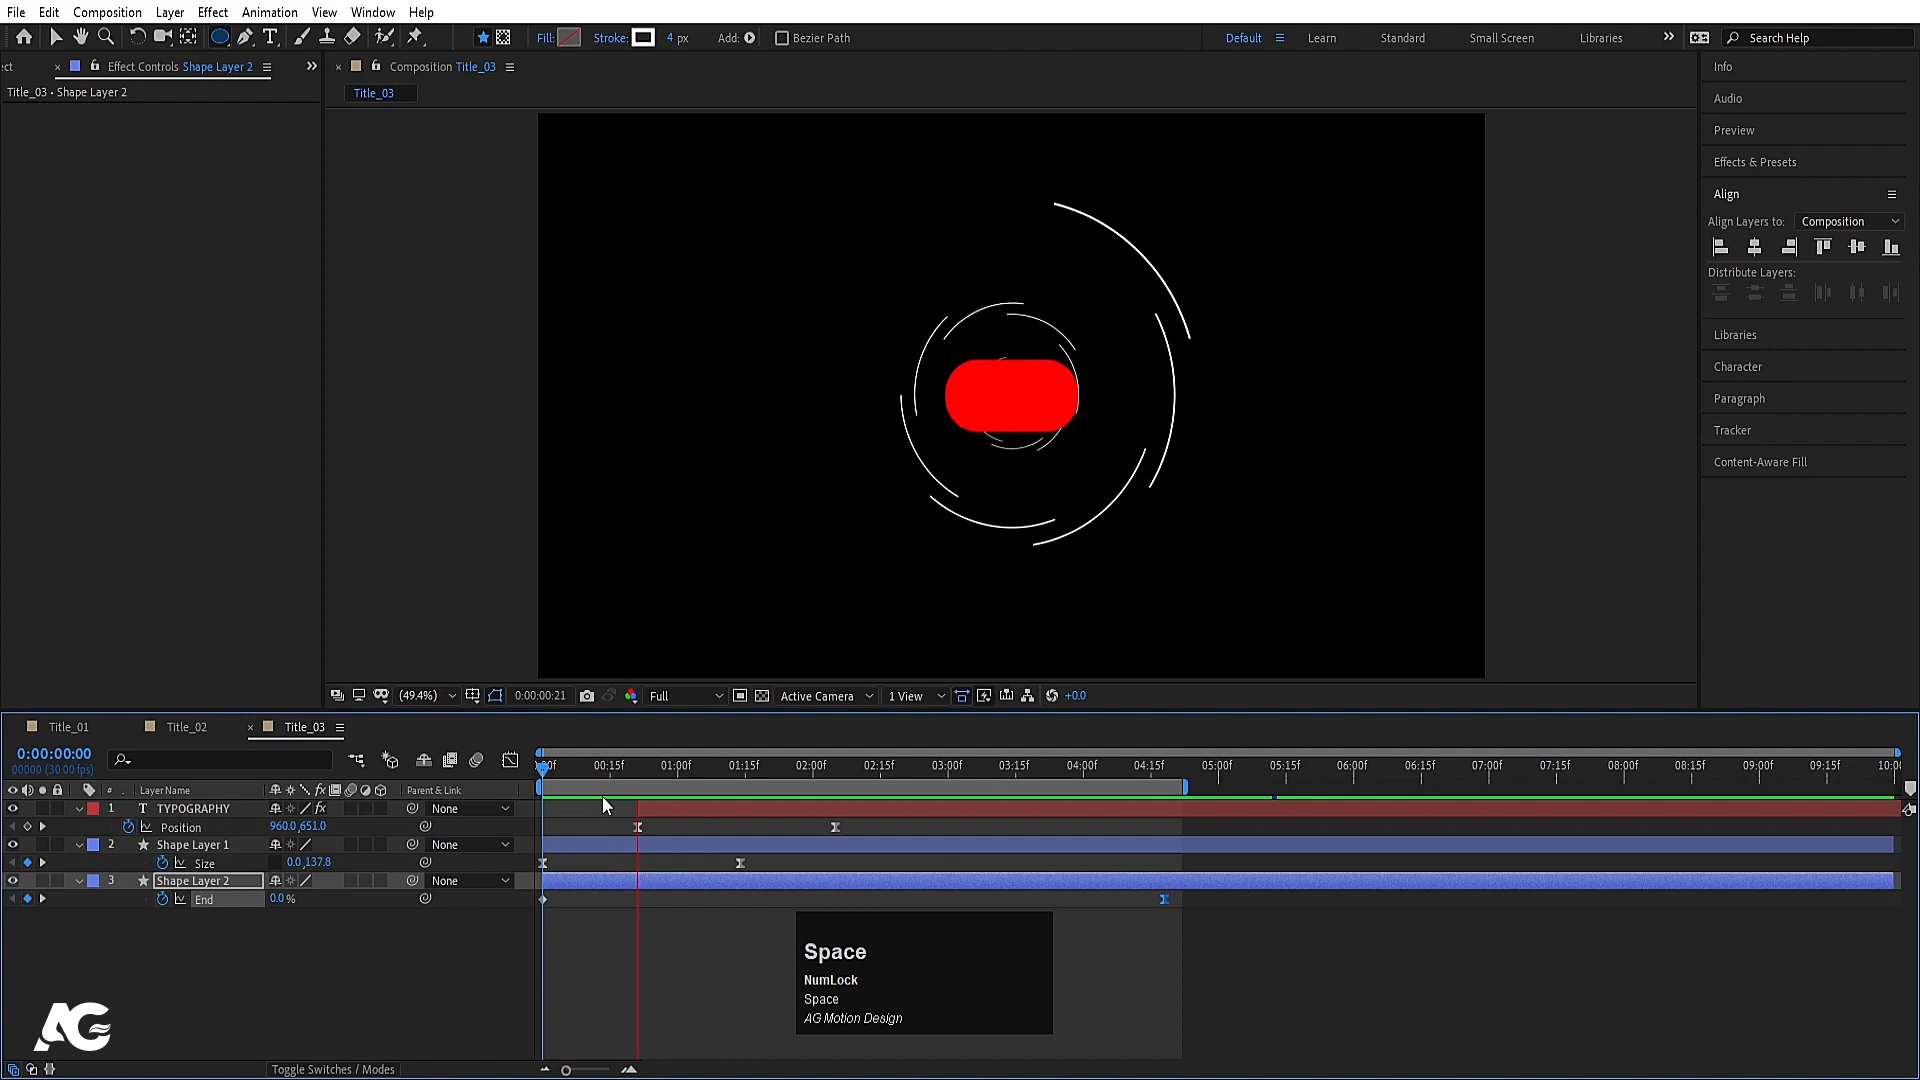 File Edit Composition Layer Effect Animation View Window Help
Fill: Stroke: 4 px Add: Bezier Path Default Learn Standard Small Screen Libraries Search Help
ect Effect Controls Shape Layer 2
Composition Title_03
Title_03 • Shape Layer 2
Title_03
Info
Audio
Preview
Effects & Presets
Align
Align Layers to: Composition
Distribute Layers:
Libraries
Character
Paragraph
Tracker
Content-Aware Fill
(49.4%) 0:00:00:21 Full Active Camera 1 View +0.0
Title_01 Title_02 Title_03
0:00:00:00
00000 (30.00 fps)
00f 00:15f 01:00f 01:15f 02:00f 02:15f 03:00f 03:15f 04:00f 04:15f 05:00f 05:15f 06:00f 06:15f 07:00f 07:15f 08:00f 08:15f 09:00f 09:15f 10:00
# . Layer Name fx Parent & Link
1 T TYPOGRAPHY fx None
Position 960.0,651.0
2 Shape Layer 1 None
Size 0.0,137.8
3 Shape Layer 2 None
End 0.0 %
Space
NumLock
Space
AG Motion Design
AG
Toggle Switches / Modes